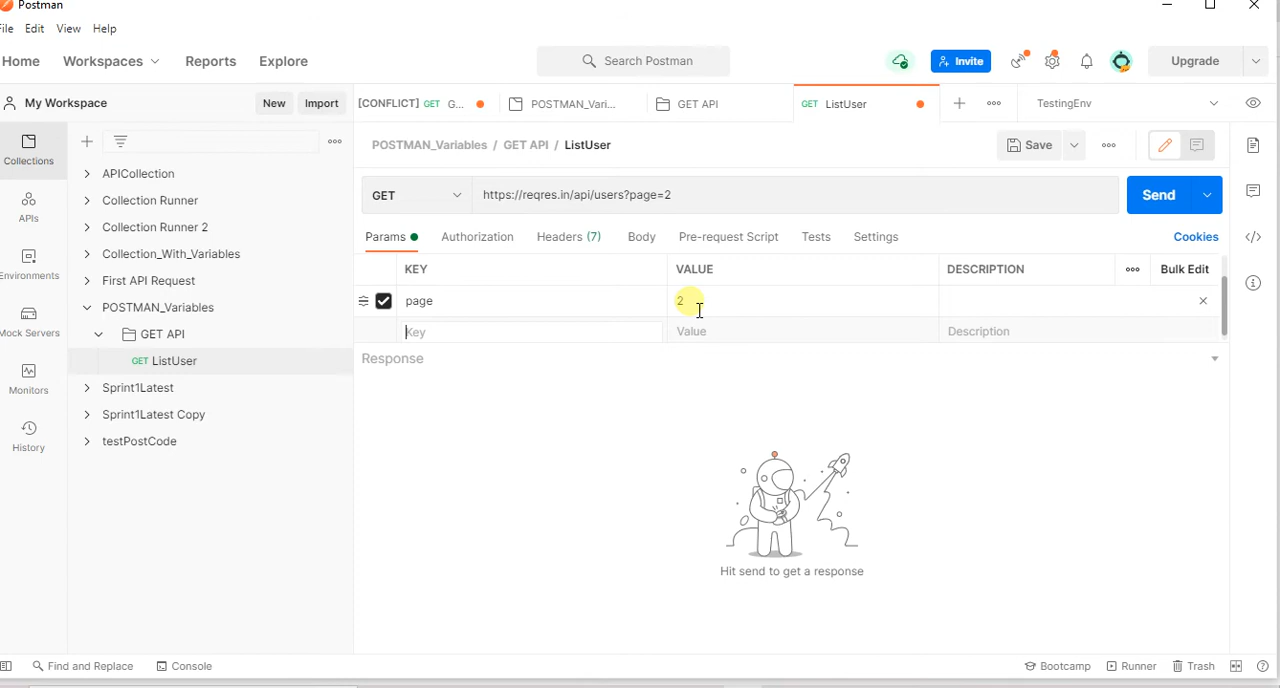 Postman
File Edit View Help
Home Workspaces Reports Explore Search Postman Invite Upgrade
My Workspace New Import [CONFLICT] GET G... POSTMAN_Vari... GET API GET ListUser TestingEnv
POSTMAN_Variables / GET API / ListUser Save
Collections
APIs
Environments
Mock Servers
Monitors
History
APICollection
Collection Runner
Collection Runner 2
Collection_With_Variables
First API Request
POSTMAN_Variables
GET API
GET ListUser
Sprint1Latest
Sprint1Latest Copy
testPostCode
GET https://reqres.in/api/users?page=2 Send
Params Authorization Headers (7) Body Pre-request Script Tests Settings Cookies
KEY VALUE DESCRIPTION Bulk Edit
page 2
Key Value Description
Response
Hit send to get a response
Find and Replace Console Bootcamp Runner Trash